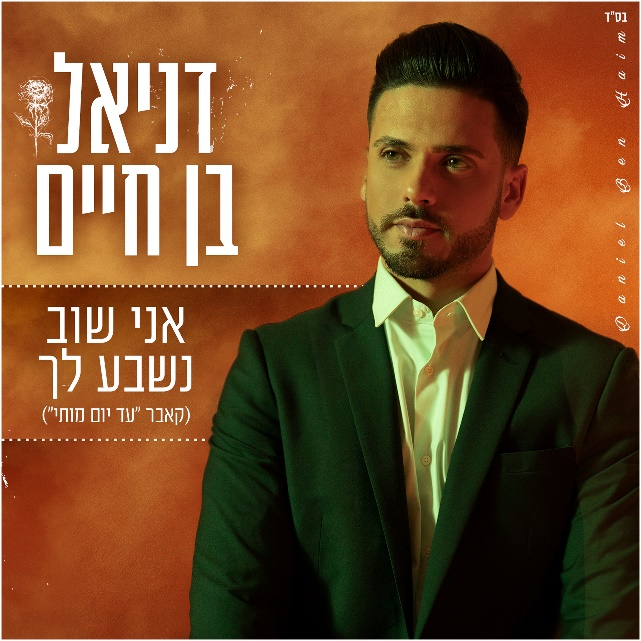 בס"ד
דניאל
בן חיים
אני שוב
נשבע לך
(קאבר "עד יום מותי")
Daniel Ben Haim